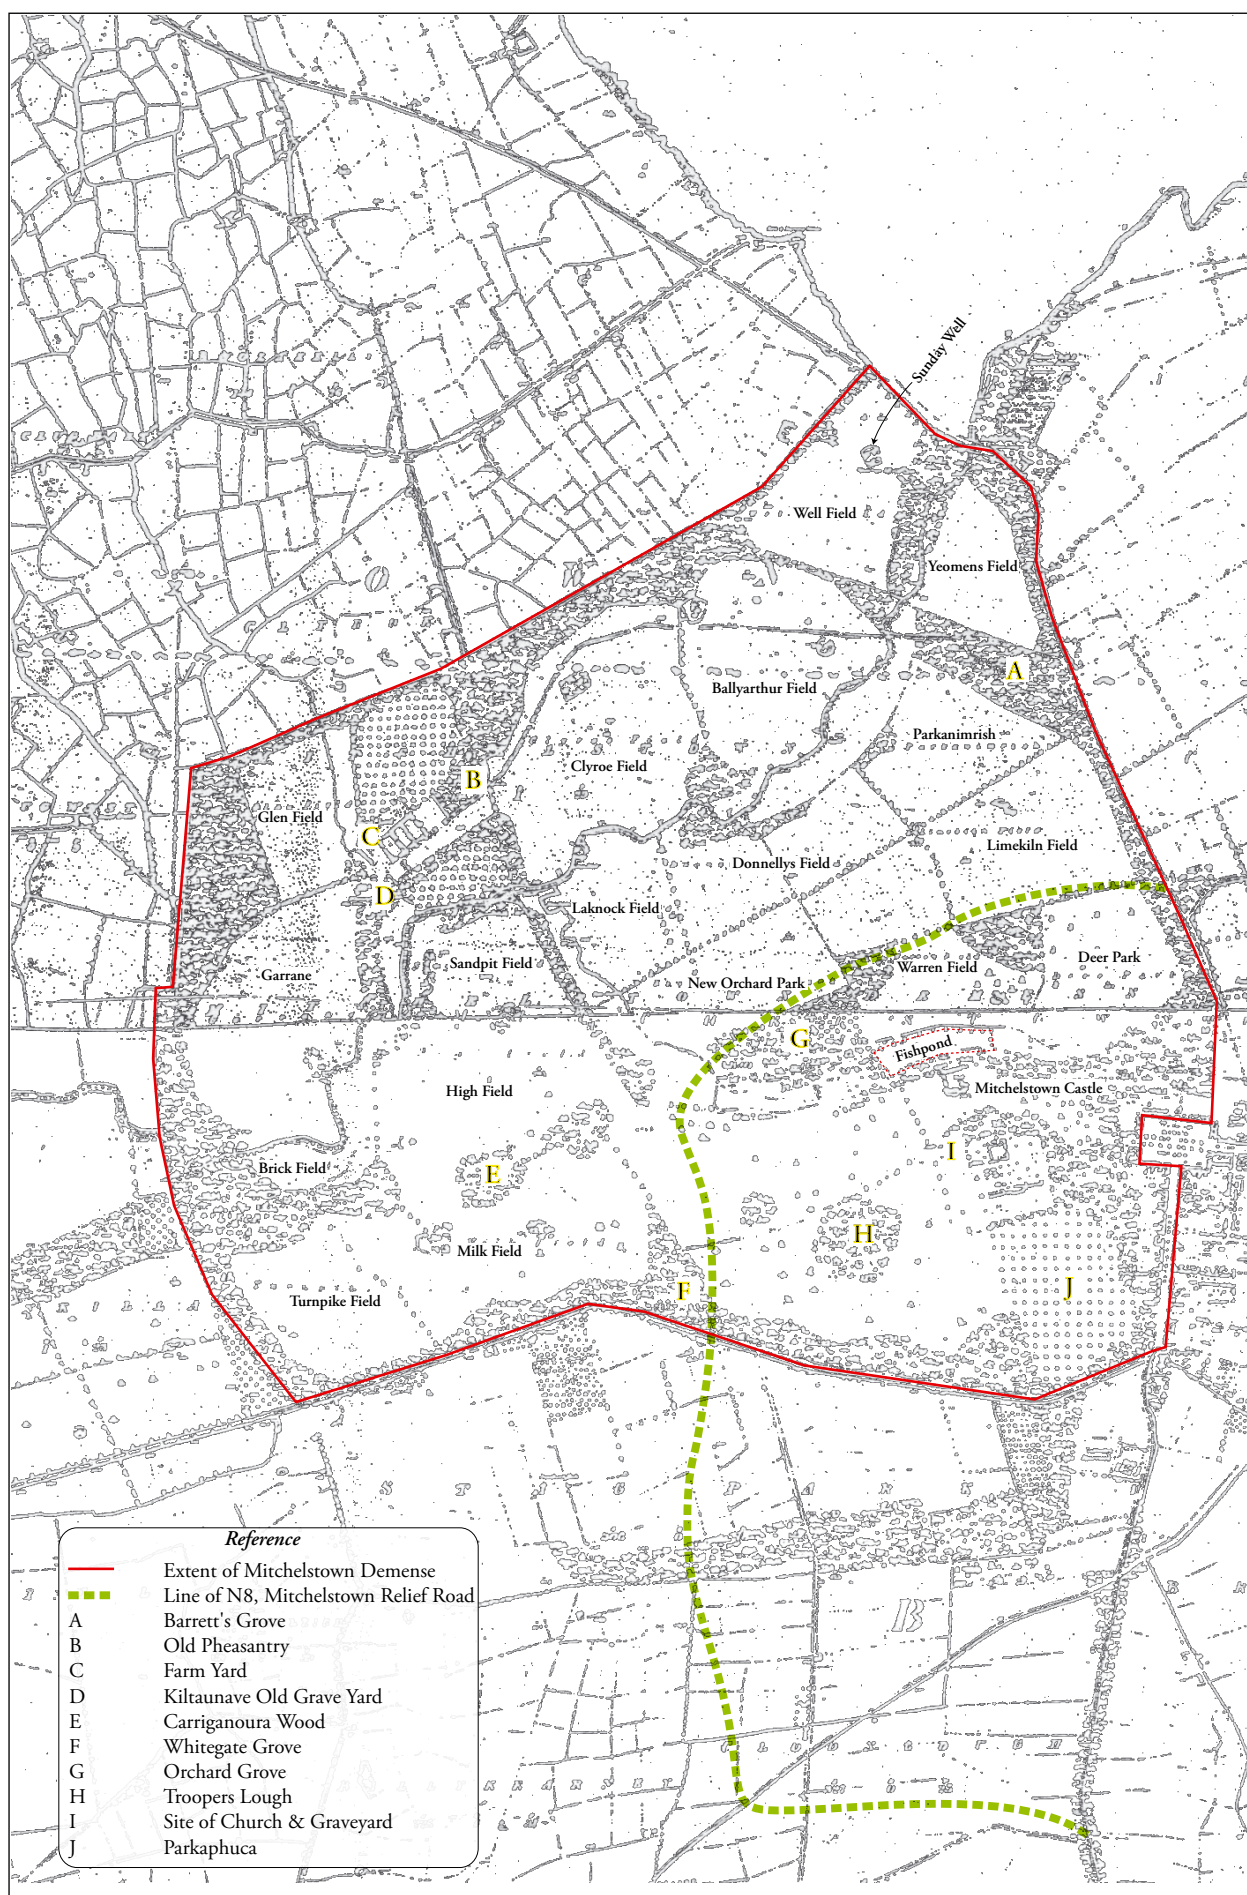 Sunday Well
Well Field
Yeomens Field
A
Ballyarthur Field
Parkanimrish
Clyroe Field
B
Glen Field
C
Limekiln Field
Donnellys Field
D
Laknock Field
Sandpit Field
Garrane
Deer Park
Warren Field
New Orchard Park
G
Fishpond
High Field
Mitchelstown Castle
I
Brick Field
E
H
Milk Field
F
J
Turnpike Field
B
Reference
Extent of Mitchelstown Demense
Line of N8, Mitchelstown Relief Road
A Barrett's Grove
B Old Pheasantry
C Farm Yard
D Kiltaunave Old Grave Yard
E Carriganoura Wood
F Whitegate Grove
G Orchard Grove
H Troopers Lough
I Site of Church & Graveyard
J Parkaphuca